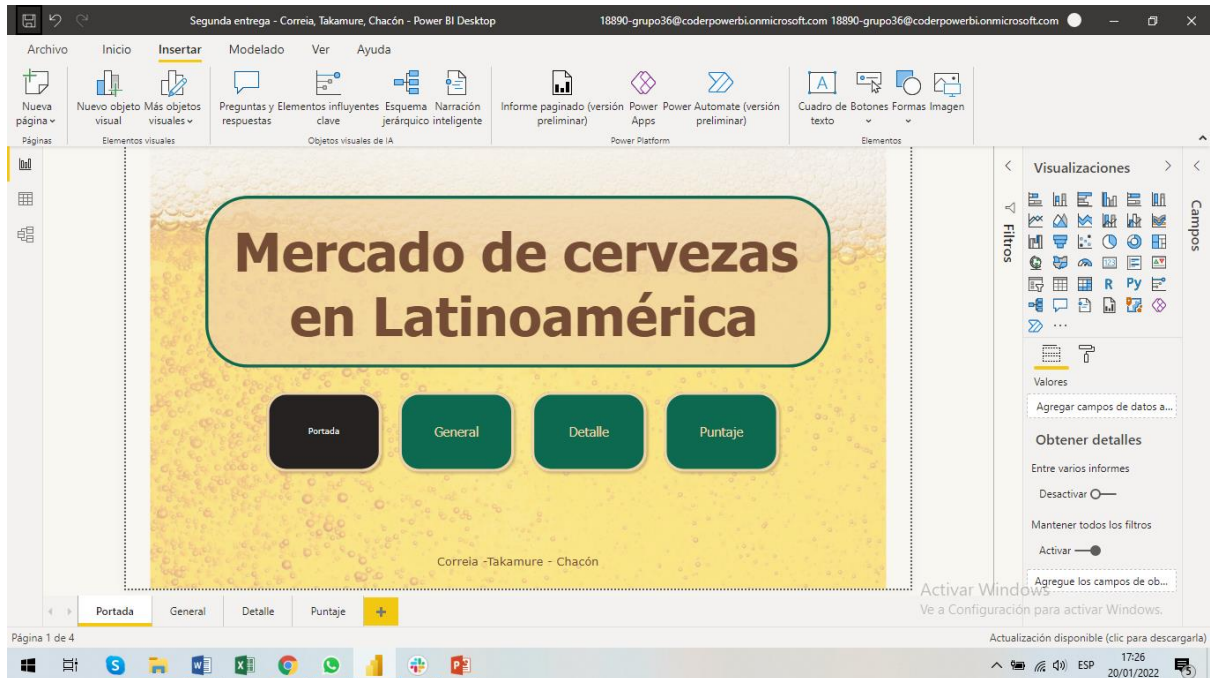 Segunda entrega - Correia, Takamure, Chacón - Power BI Desktop
18890-grupo36@coderpowerbi.onmicrosoft.com 18890-grupo36@coderpowerbi.onmicrosoft.com
Archivo Inicio Insertar Modelado Ver Ayuda
Nueva página
Nuevo objeto visual
Más objetos visuales
Preguntas y respuestas
Elementos influyentes clave
Esquema jerárquico
Narración inteligente
Informe paginado (versión preliminar)
Power Apps
Power Automate (versión preliminar)
Cuadro de texto
Botones
Formas
Imagen
Páginas
Elementos visuales
Objetos visuales de IA
Power Platform
Elementos
Mercado de cervezas
en Latinoamérica
Portada
General
Detalle
Puntaje
Correia -Takamure - Chacón
Filtros
Visualizaciones
123
R Py
Valores
Agregar campos de datos a...
Obtener detalles
Entre varios informes
Desactivar
Mantener todos los filtros
Activar
Agregue los campos de ob...
Campos
Activar Windows
Ve a Configuración para activar Windows.
Portada General Detalle Puntaje +
Página 1 de 4
Actualización disponible (clic para descargarla)
ESP
17:26
20/01/2022
5